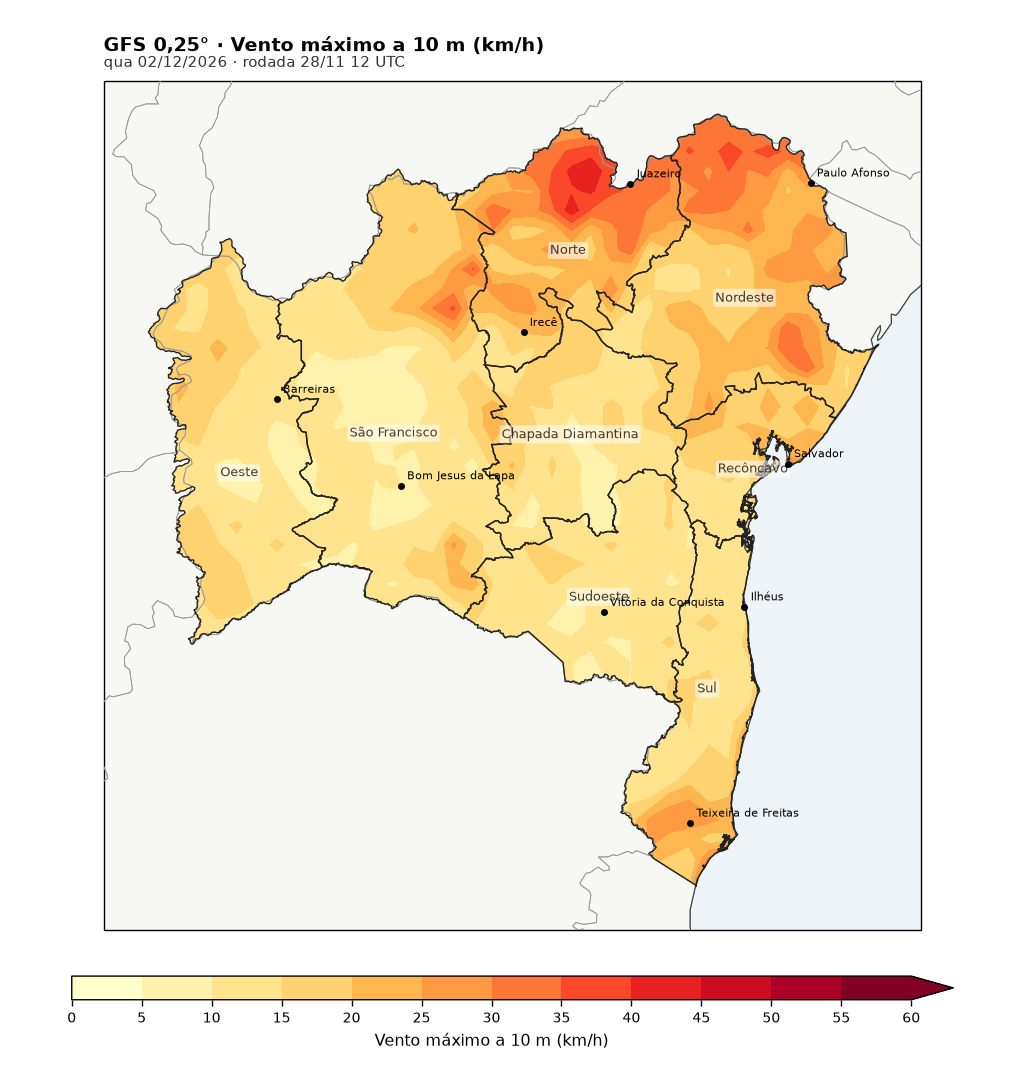 GFS 0,25° · Vento máximo a 10 m (km/h)
qua 02/12/2026 · rodada 28/11 12 UTC
Juazeiro
Paulo Afonso
Norte
Nordeste
Irecê
Barreiras
São Francisco
Chapada Diamantina
Salvador
Oeste
Recôncavo
Bom Jesus da Lapa
Sudoeste
Ilhéus
Vitória da Conquista
Sul
Teixeira de Freitas
0 5 10 15 20 25 30 35 40 45 50 55 60
Vento máximo a 10 m (km/h)